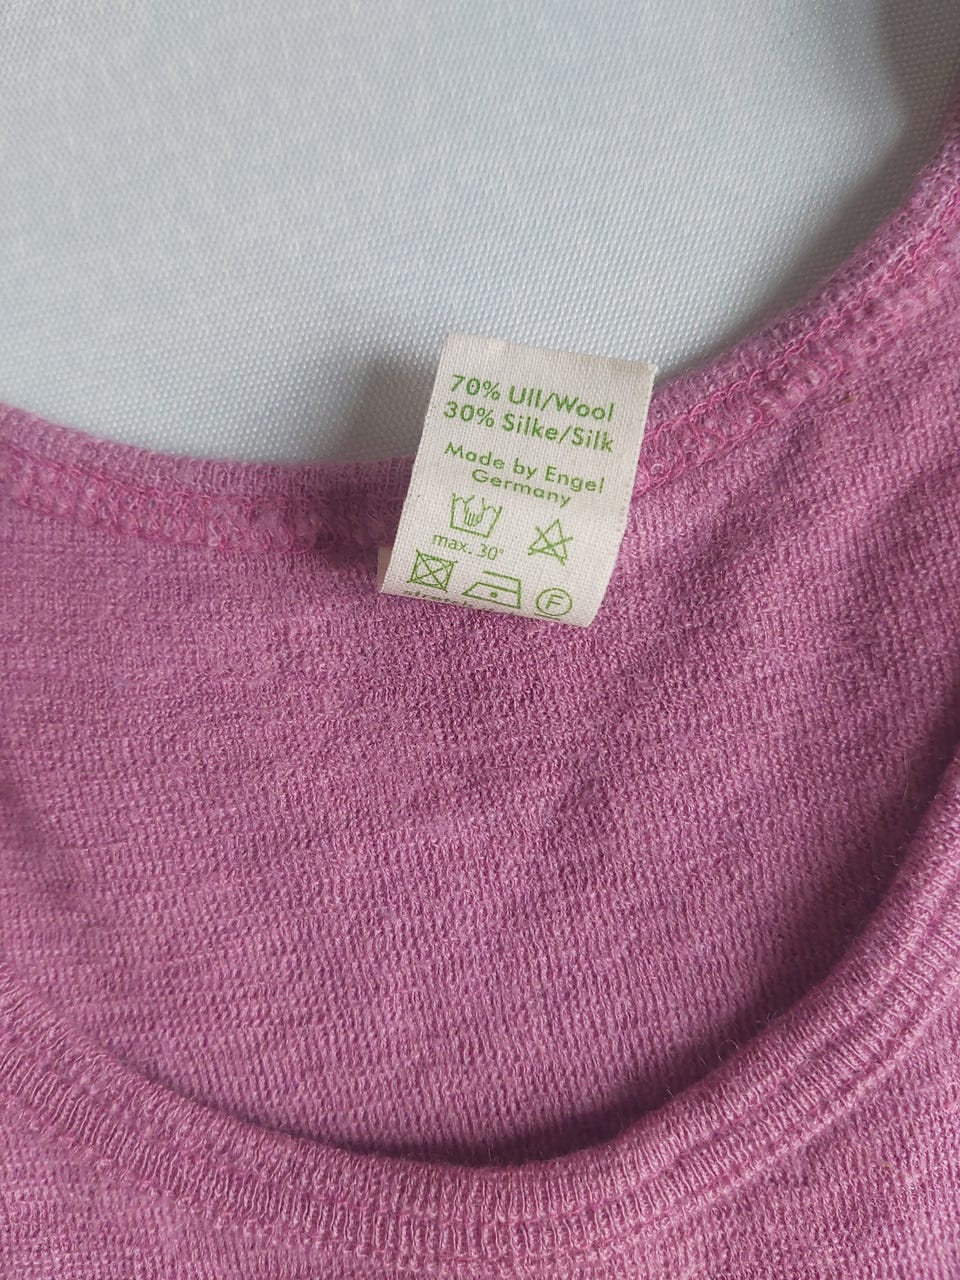 70% Ull/Wool
30% Silke/Silk
Made by Engel
Germany
max. 30°
F